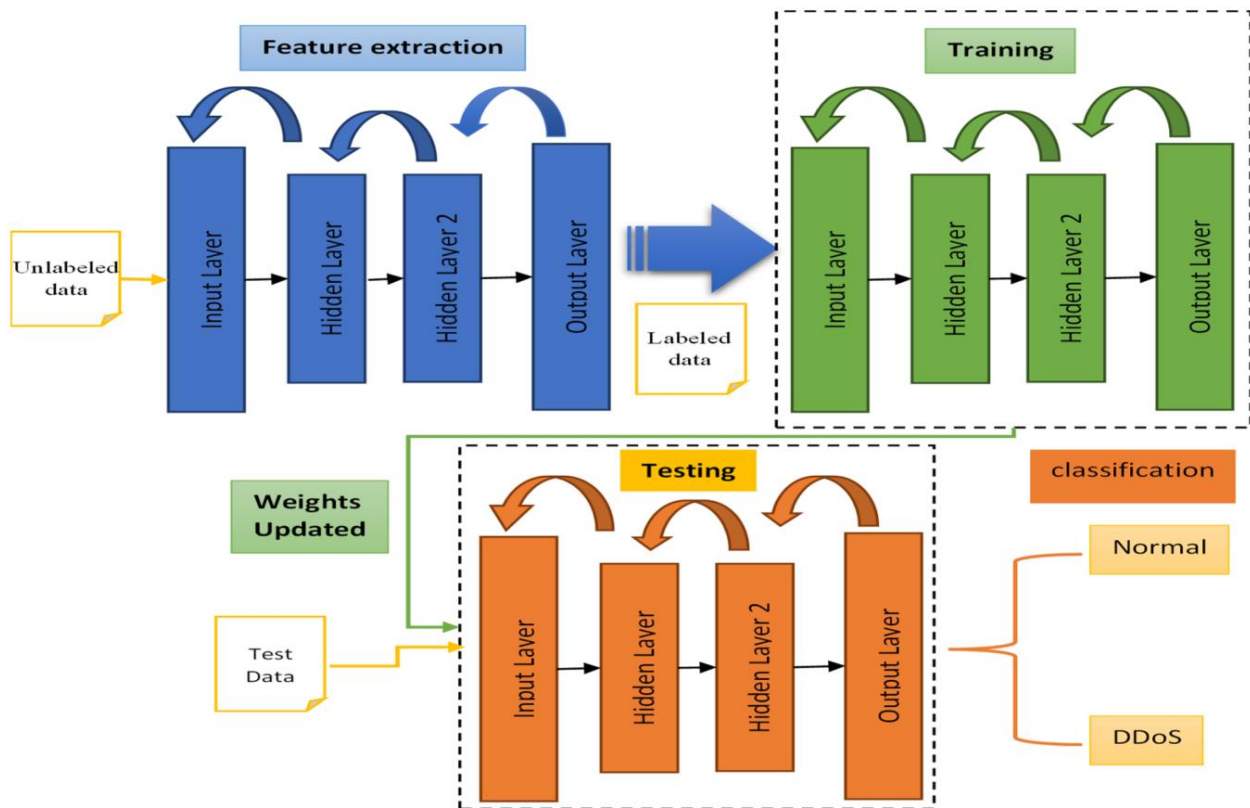 Feature extraction
Training
Unlabeled
data
Input Layer
Hidden Layer
Hidden Layer 2
Output Layer
Labeled
data
Input Layer
Hidden Layer
Hidden Layer 2
Output Layer
Weights
Updated
Testing
classification
Test
Data
Input Layer
Hidden Layer
Hidden Layer 2
Output Layer
Normal
DDoS